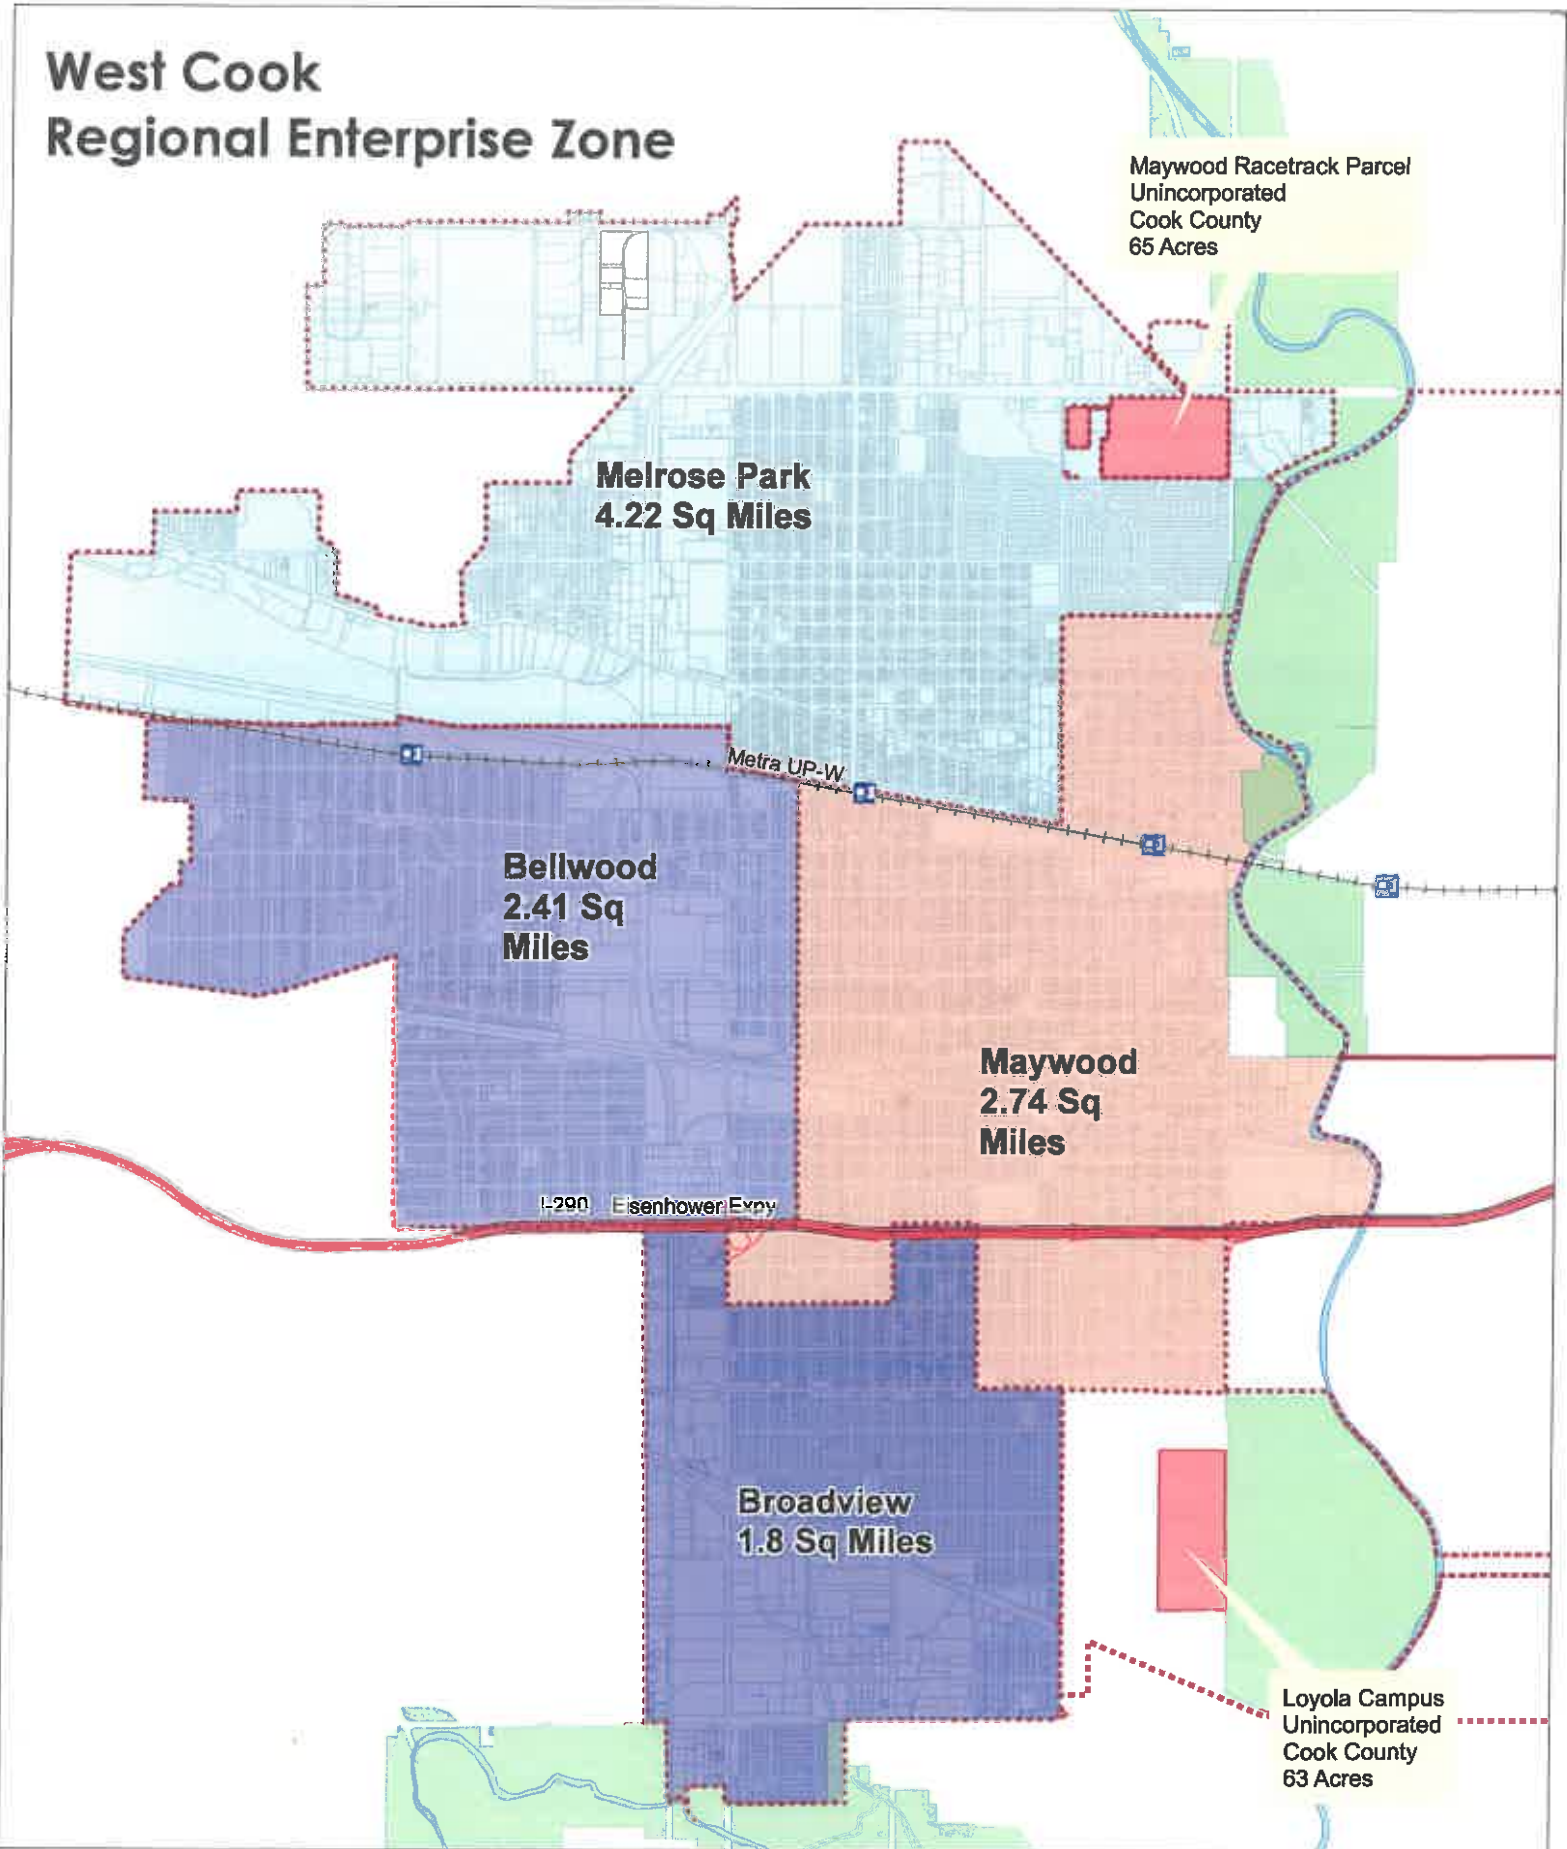 West Cook
Regional Enterprise Zone
Maywood Racetrack Parcel
Unincorporated
Cook County
65 Acres
Melrose Park
4.22 Sq Miles
Metra UP-W
Bellwood
2.41 Sq
Miles
Maywood
2.74 Sq
Miles
I-290 Eisenhower Expy
Broadview
1.8 Sq Miles
Loyola Campus
Unincorporated
Cook County
63 Acres